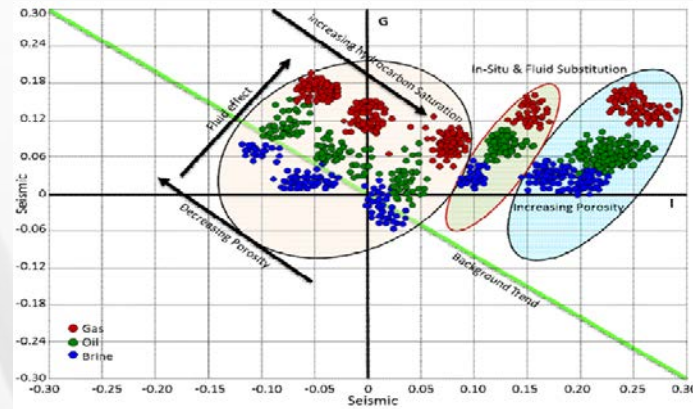 0.30
0.24
0.18
0.12
0.06
0
-0.06
-0.12
-0.18
-0.24
-0.30
Seismic
G
increasing hydrocarbon Saturation
Fluid effect
In-Situ & Fluid Substitution
Decreasing Porosity
Increasing Porosity
I
Background Trend
Gas
Oil
Brine
-0.30 -0.20 -0.15 -0.10 -0.05 0 0.05 0.10 0.15 0.20 0.25 0.30
Seismic